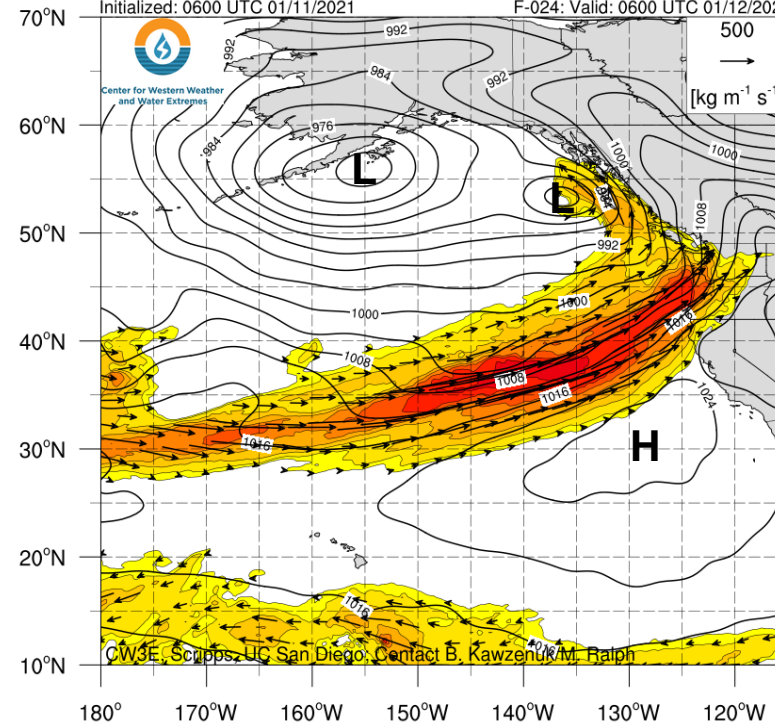 Initialized: 0600 UTC 01/11/2021
F-024: Valid: 0600 UTC 01/12/202
500
[kg m⁻¹ s⁻¹
Center for Western Weather
and Water Extremes
70°N
60°N
50°N
40°N
30°N
20°N
10°N
992
992
984
992
976
984
1000
1000
L
L
984
1008
992
1000
1000
1016
1008
1008
1016
1024
1016
H
1016
1016
CW3E, Scripps, UC San Diego; Contact B. Kawzenuk/M. Ralph
180°
170°W
160°W
150°W
140°W
130°W
120°W